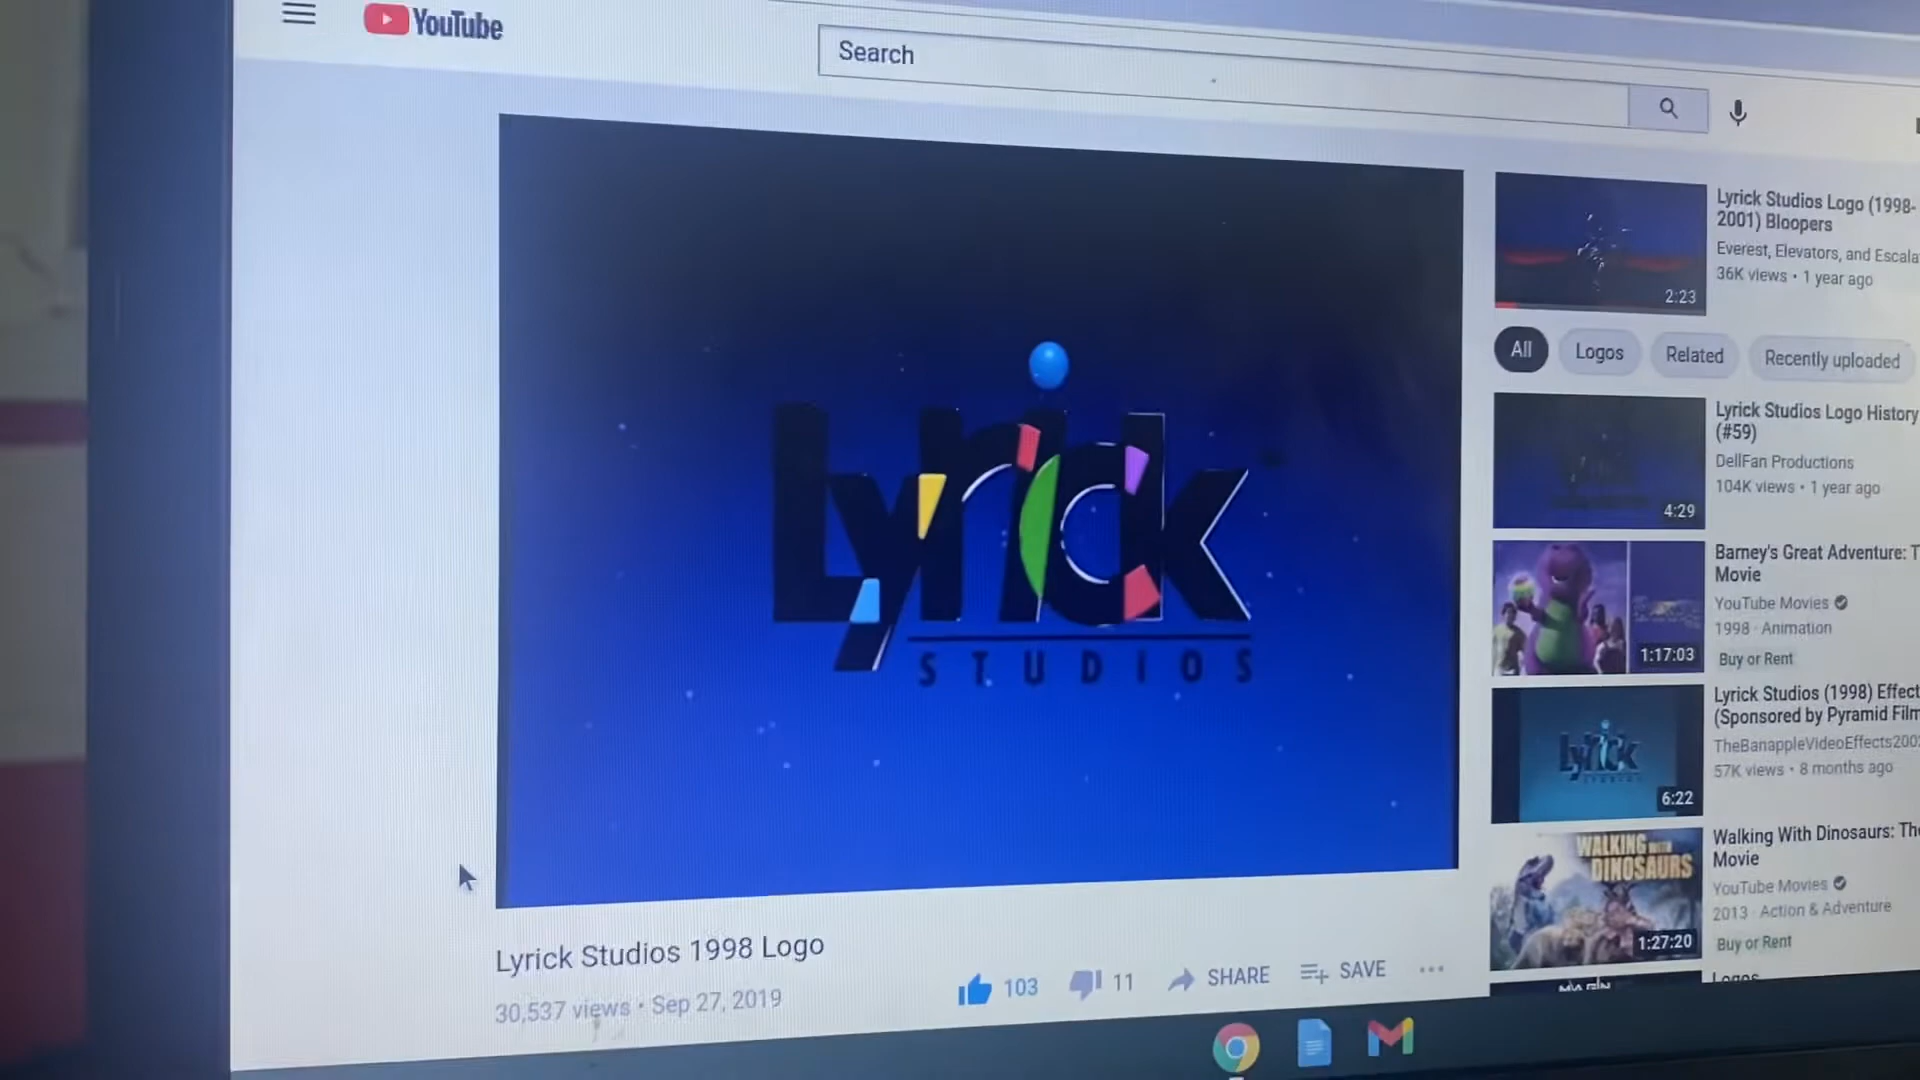 YouTube
Search
Lyrick
STUDIOS
Lyrick Studios 1998 Logo
30,537 views • Sep 27, 2019
103
11
SHARE
SAVE
2:23
Lyrick Studios Logo (1998-
2001) Bloopers
Everest, Elevators, and Escala
36K views • 1 year ago
All
Logos
Related
Recently uploaded
4:29
Lyrick Studios Logo History
(#59)
DellFan Productions
104K views • 1 year ago
1:17:03
Barney's Great Adventure: T
Movie
YouTube Movies
1998 · Animation
Buy or Rent
Lyrick
6:22
Lyrick Studios (1998) Effect
(Sponsored by Pyramid Film
TheBanappleVideoEffects200
57K views • 8 months ago
WALKING WITH
DINOSAURS
1:27:20
Walking With Dinosaurs: The
Movie
YouTube Movies
2013 · Action & Adventure
Buy or Rent
Logos